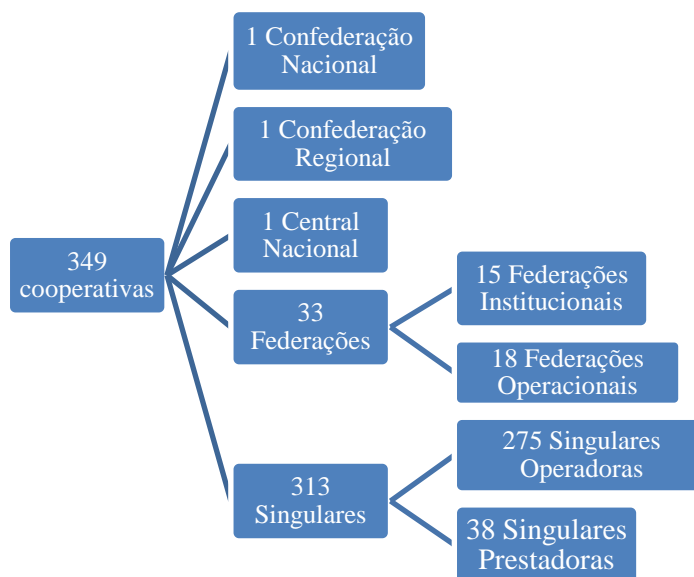 1 Confederação
Nacional
1 Confederação
Regional
1 Central
Nacional
349
cooperativas
33
Federações
15 Federações
Institucionais
18 Federações
Operacionais
313
Singulares
275 Singulares
Operadoras
38 Singulares
Prestadoras